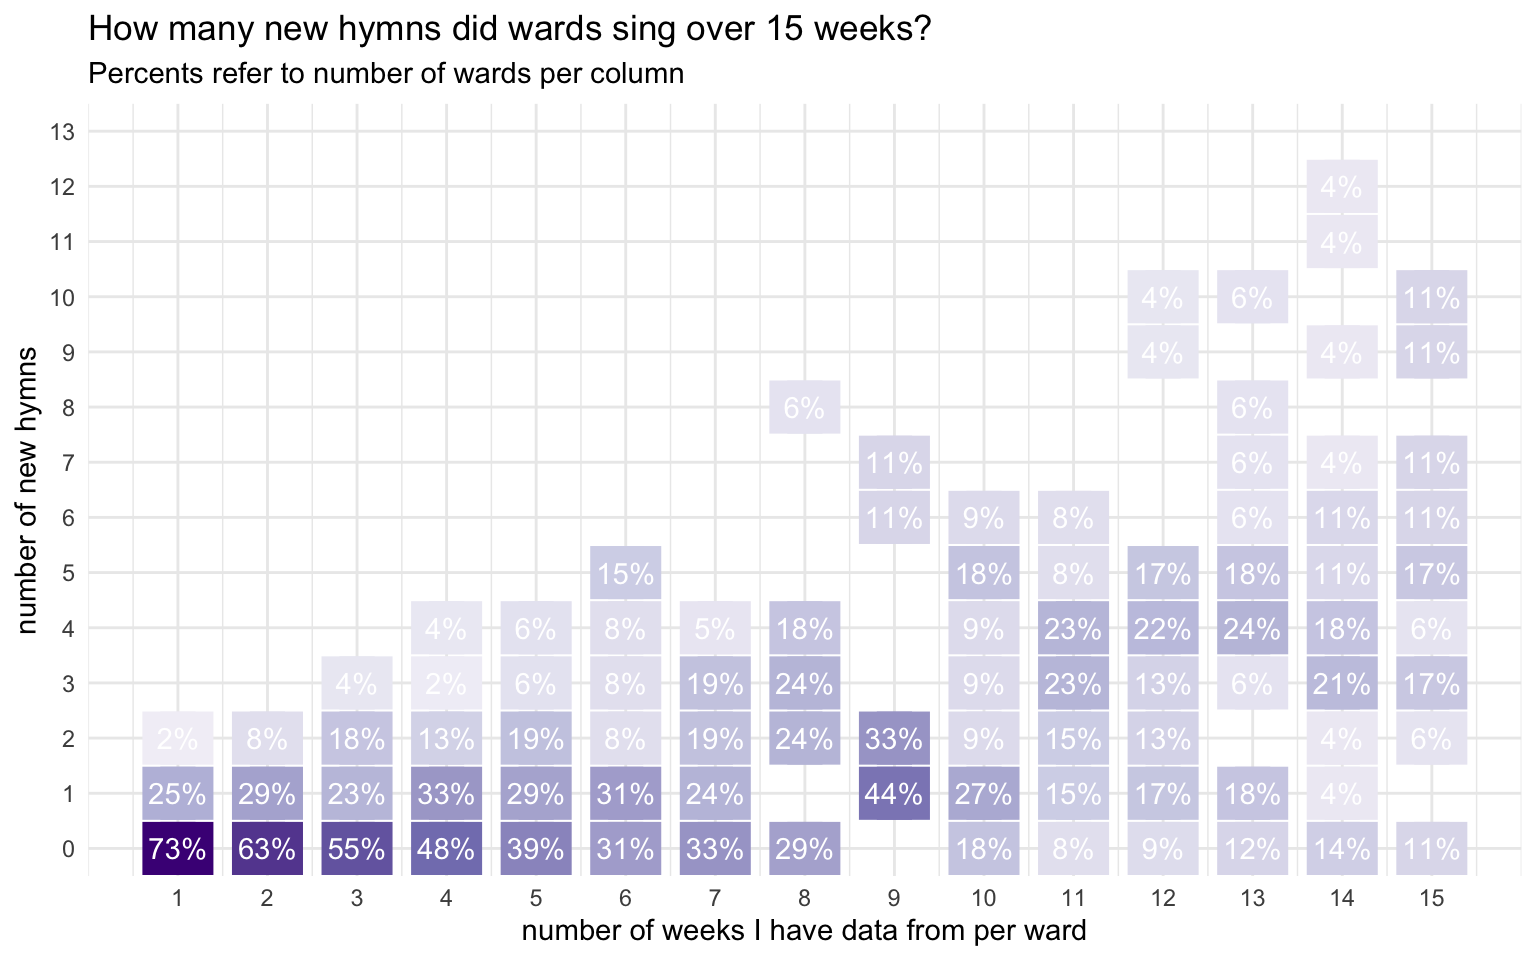 How many new hymns did wards sing over 15 weeks?
Percents refer to number of wards per column
number of new hymns
13
12 4%
11 4%
10 4% 6% 11%
9 4% 4% 11%
8 6% 6%
7 11% 6% 4% 11%
6 11% 9% 8% 6% 11% 11%
5 15% 18% 8% 17% 18% 11% 17%
4 4% 6% 8% 5% 18% 9% 23% 22% 24% 18% 6%
3 4% 2% 6% 8% 19% 24% 9% 23% 13% 6% 21% 17%
2 2% 8% 18% 13% 19% 8% 19% 24% 33% 9% 15% 13% 4% 6%
1 25% 29% 23% 33% 29% 31% 24% 44% 27% 15% 17% 18% 4%
0 73% 63% 55% 48% 39% 31% 33% 29% 18% 8% 9% 12% 14% 11%
1 2 3 4 5 6 7 8 9 10 11 12 13 14 15
number of weeks I have data from per ward